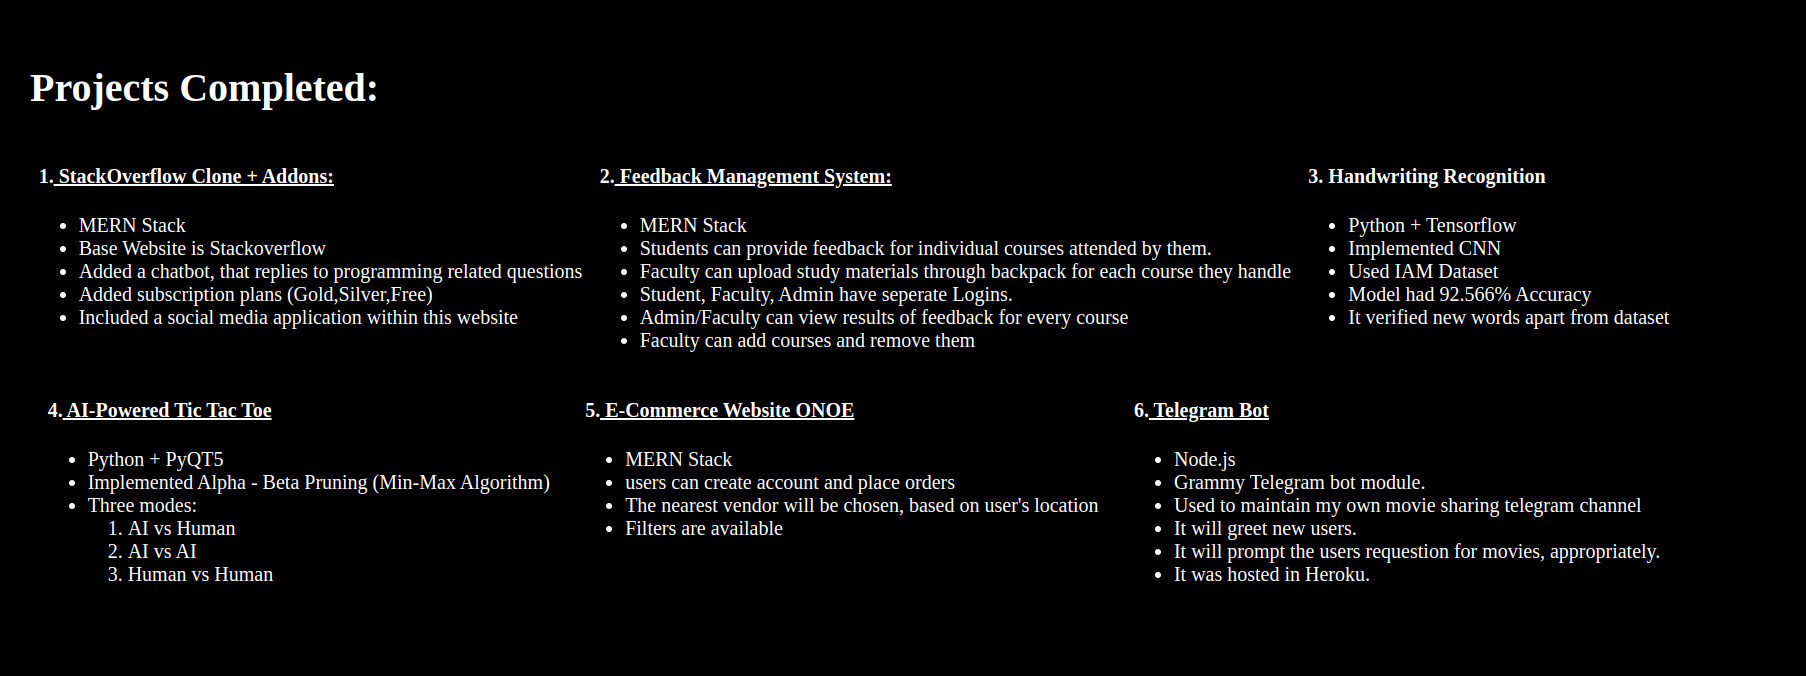 Projects Completed:
1. StackOverflow Clone + Addons:
MERN Stack
Base Website is Stackoverflow
Added a chatbot, that replies to programming related questions
Added subscription plans (Gold,Silver,Free)
Included a social media application within this website
2. Feedback Management System:
MERN Stack
Students can provide feedback for individual courses attended by them.
Faculty can upload study materials through backpack for each course they handle
Student, Faculty, Admin have seperate Logins.
Admin/Faculty can view results of feedback for every course
Faculty can add courses and remove them
3. Handwriting Recognition
Python + Tensorflow
Implemented CNN
Used IAM Dataset
Model had 92.566% Accuracy
It verified new words apart from dataset
4. AI-Powered Tic Tac Toe
Python + PyQT5
Implemented Alpha - Beta Pruning (Min-Max Algorithm)
Three modes:
1. AI vs Human
2. AI vs AI
3. Human vs Human
5. E-Commerce Website ONOE
MERN Stack
users can create account and place orders
The nearest vendor will be chosen, based on user's location
Filters are available
6. Telegram Bot
Node.js
Grammy Telegram bot module.
Used to maintain my own movie sharing telegram channel
It will greet new users.
It will prompt the users requestion for movies, appropriately.
It was hosted in Heroku.